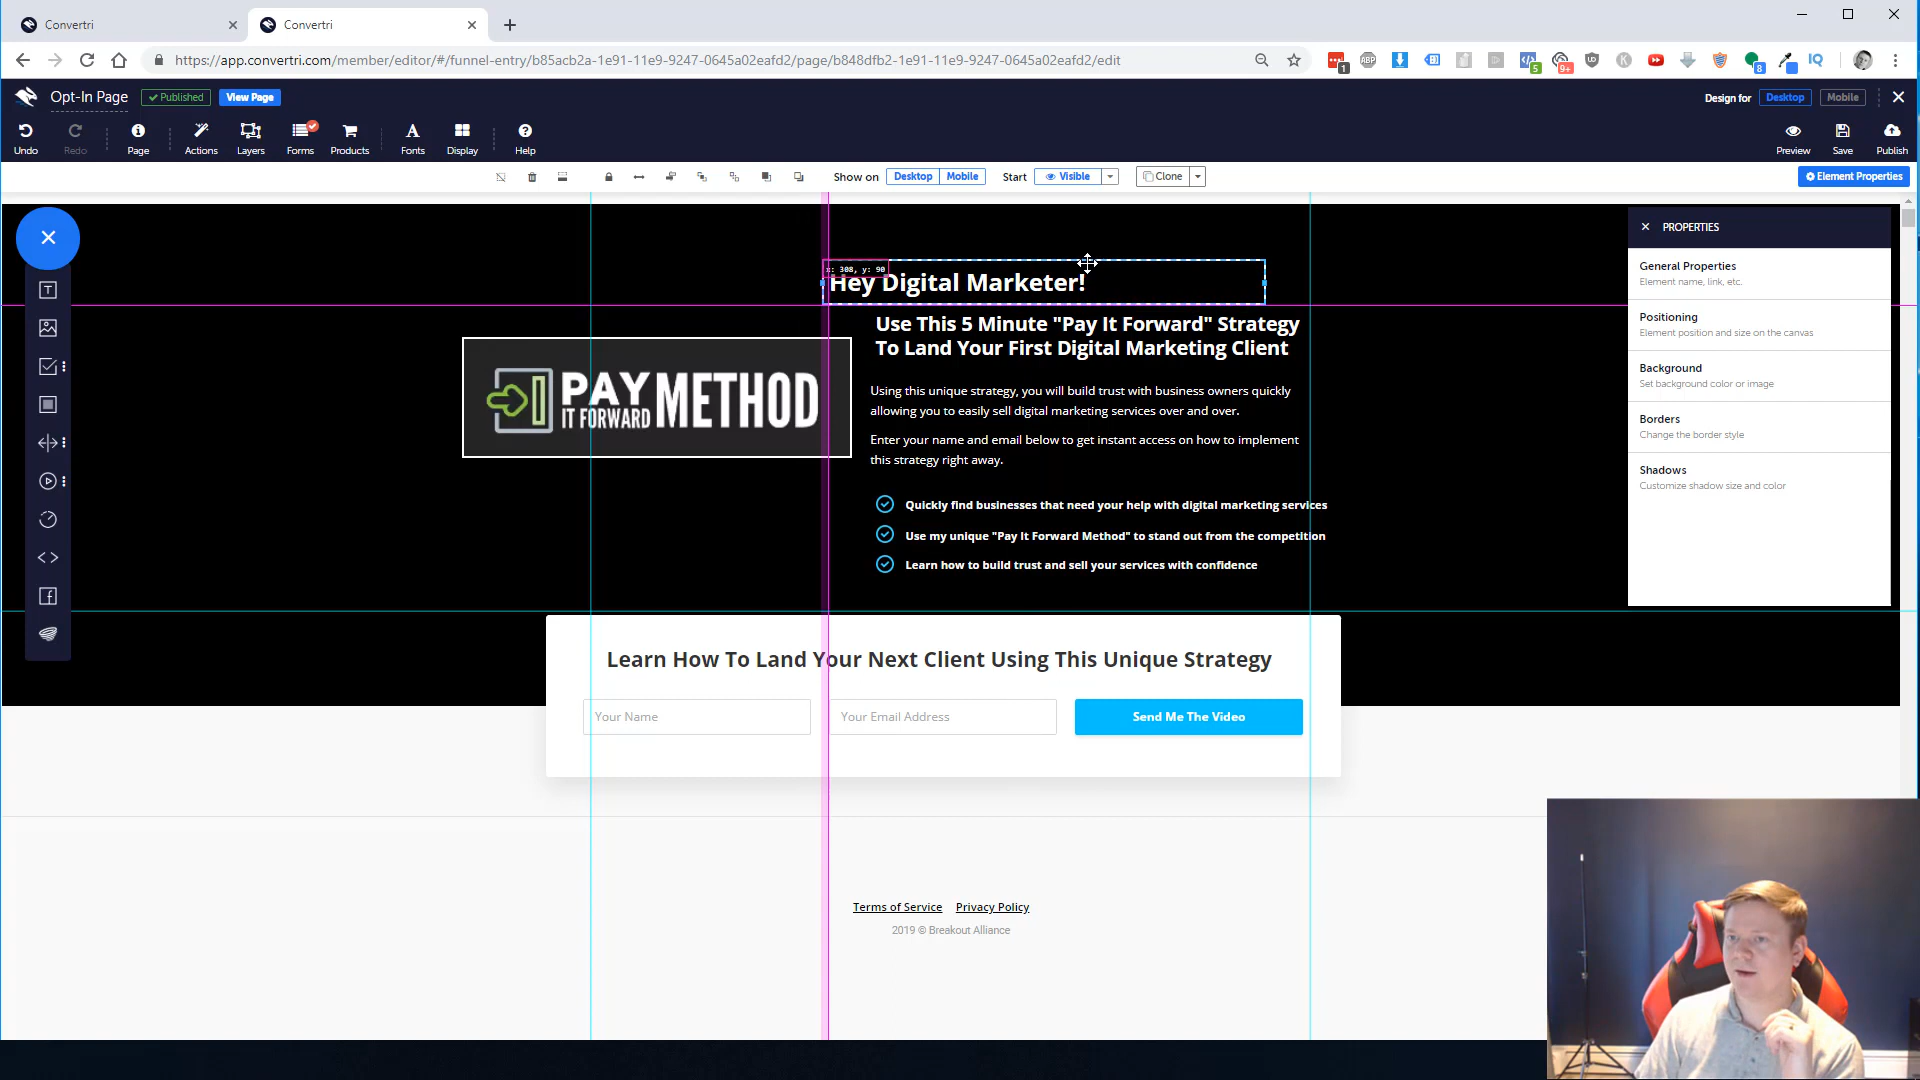 Convertri
Convertri
https://app.convertri.com/member/editor/#/funnel-entry/b85acb2a-1e91-11e9-9247-0645a02eafd2/page/b848dfb2-1e91-11e9-9247-0645a02eafd2/edit
1
ABP
5
9+
8
IQ
Opt-In Page
Published
View Page
Design for
Desktop
Mobile
Undo
Redo
Page
Actions
Layers
Forms
Products
Fonts
Display
Help
Preview
Save
Publish
Show on
Desktop
Mobile
Start
Visible
Clone
Element Properties
x: 308, y: 90
Hey Digital Marketer!
Use This 5 Minute "Pay It Forward" Strategy
To Land Your First Digital Marketing Client
PAY
IT FORWARD
METHOD
Using this unique strategy, you will build trust with business owners quickly
allowing you to easily sell digital marketing services over and over.
Enter your name and email below to get instant access on how to implement
this strategy right away.
Quickly find businesses that need your help with digital marketing services
Use my unique "Pay It Forward Method" to stand out from the competition
Learn how to build trust and sell your services with confidence
PROPERTIES
General Properties
Element name, link, etc.
Positioning
Element position and size on the canvas
Background
Set background color or image
Borders
Change the border style
Shadows
Customize shadow size and color
Learn How To Land Your Next Client Using This Unique Strategy
Your Name
Your Email Address
Send Me The Video
Terms of Service
Privacy Policy
2019 © Breakout Alliance